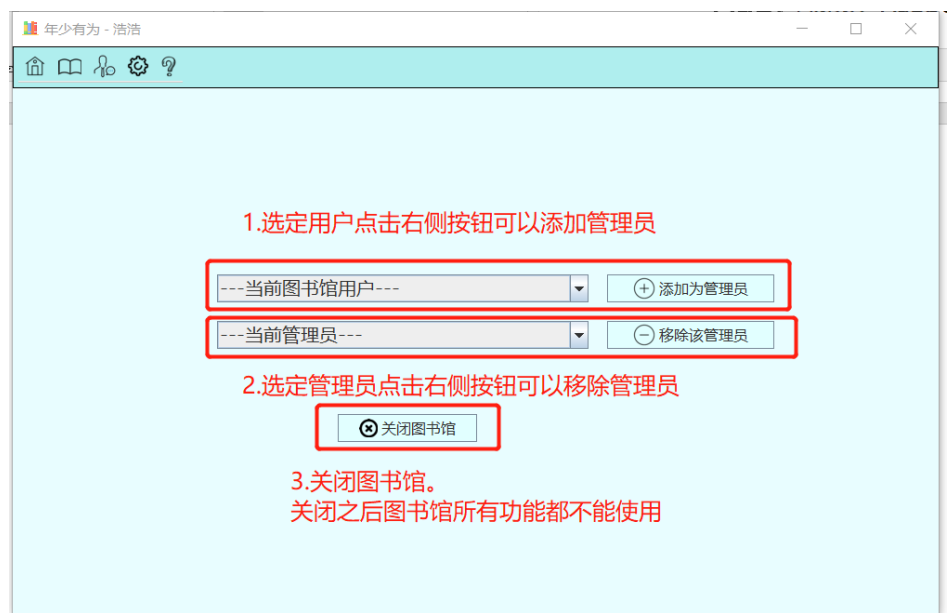 年少有为 - 浩浩
1.选定用户点击右侧按钮可以添加管理员
---当前图书馆用户---
添加为管理员
---当前管理员---
移除该管理员
2.选定管理员点击右侧按钮可以移除管理员
关闭图书馆
3.关闭图书馆。
关闭之后图书馆所有功能都不能使用